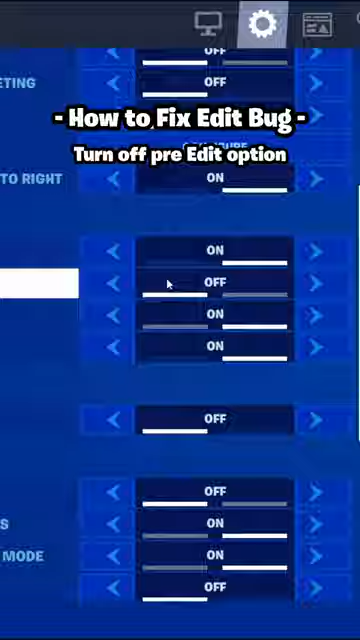 OFF
ETING
OFF
- How to Fix Edit Bug -
Turn off pre Edit option
TO RIGHT
ON
ON
OFF
ON
ON
OFF
OFF
S
ON
MODE
ON
OFF